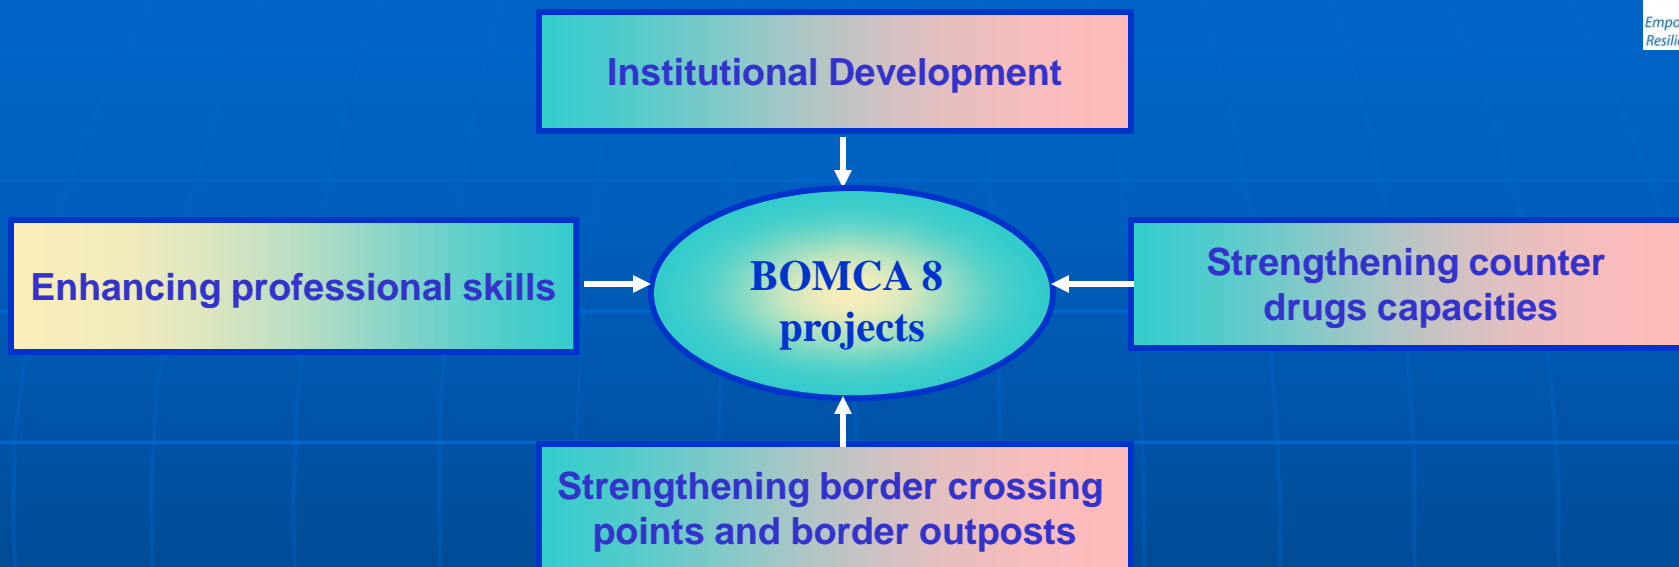 Institutional Development
Enhancing professional skills
BOMCA 8
projects
Strengthening counter
drugs capacities
Strengthening border crossing
points and border outposts